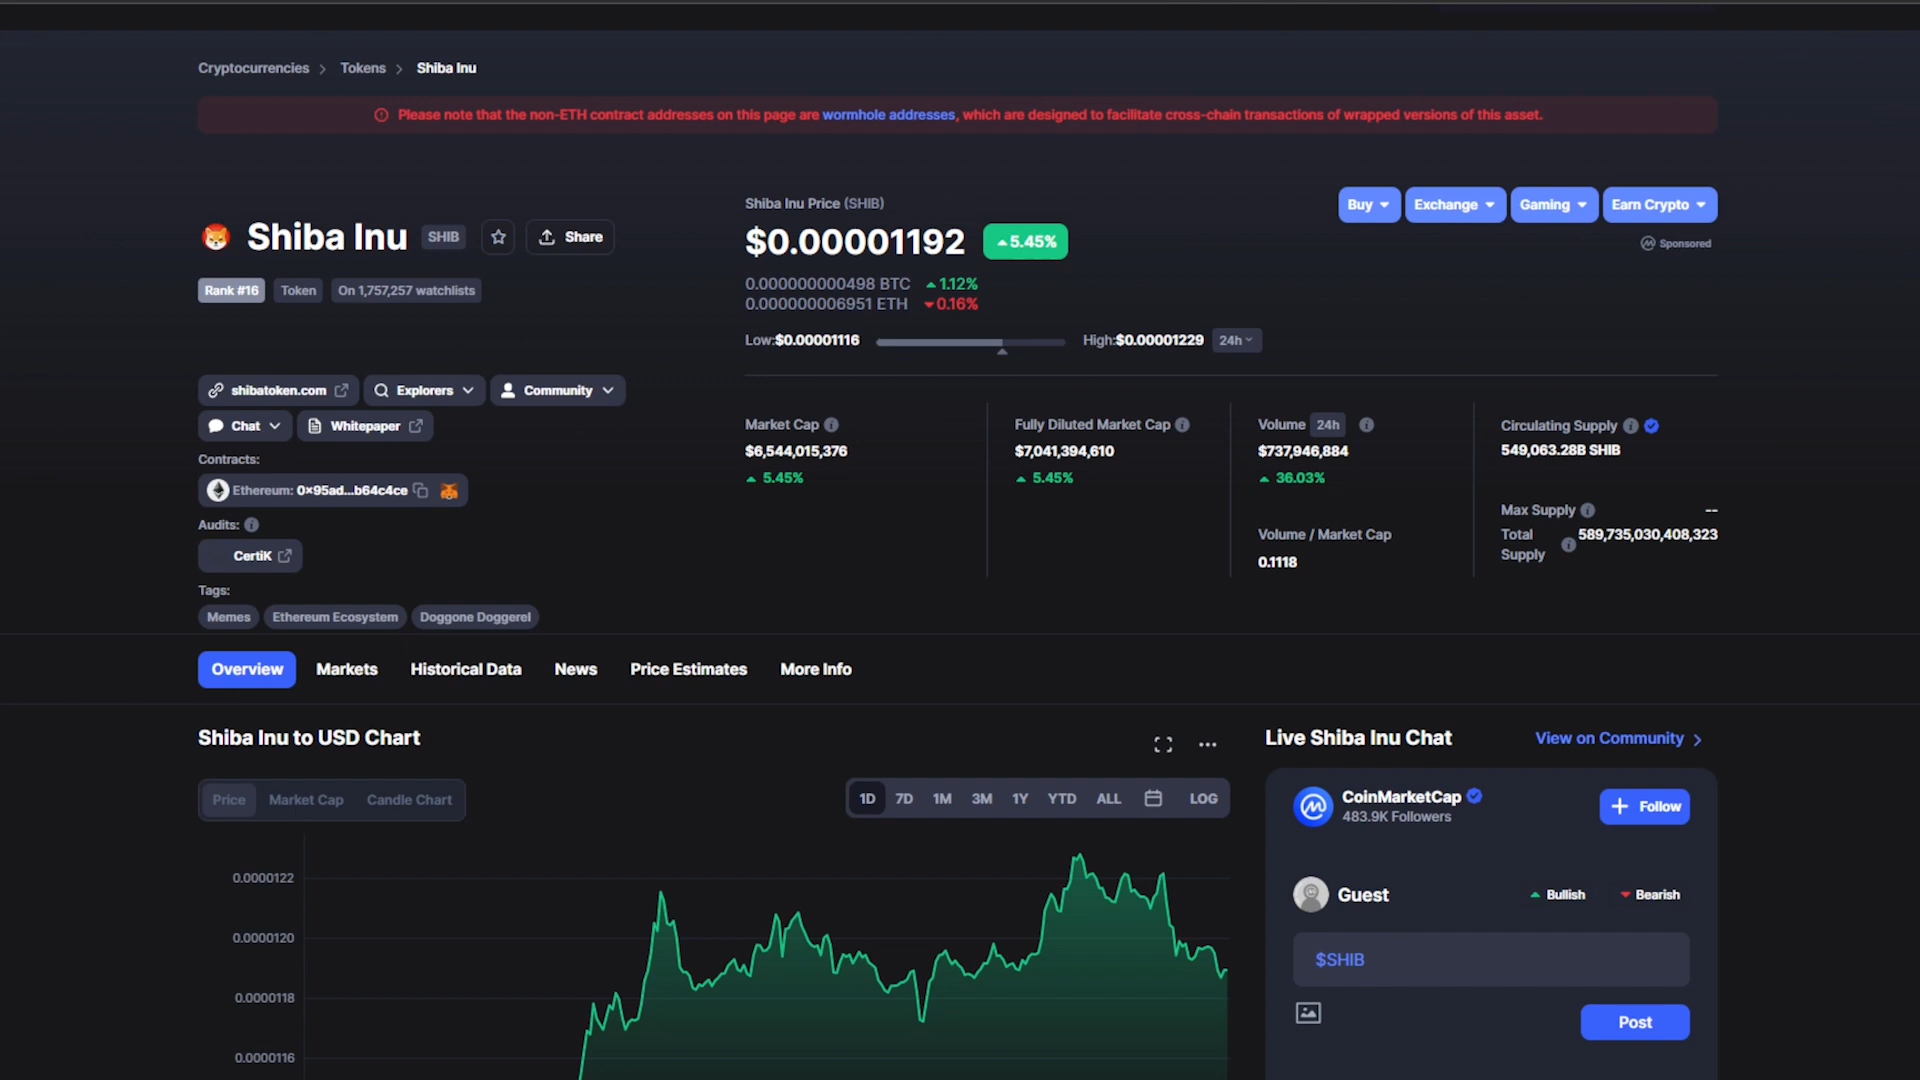 Cryptocurrencies > Tokens > Shiba Inu
Please note that the non-ETH contract addresses on this page are wormhole addresses, which are designed to facilitate cross-chain transactions of wrapped versions of this asset.
Shiba Inu SHIB Share
Rank #16 Token On 1,757,257 watchlists
shibatoken.com Explorers Community
Chat Whitepaper
Contracts:
Ethereum: 0x95ad...b64c4ce
Audits:
CertiK
Tags:
Memes Ethereum Ecosystem Doggone Doggerel
Shiba Inu Price (SHIB)
$0.00001192 5.45%
0.000000000498 BTC 1.12%
0.000000006951 ETH 0.16%
Low:$0.00001116 High:$0.00001229 24h
Buy Exchange Gaming Earn Crypto
Sponsored
Market Cap
$6,544,015,376
5.45%
Fully Diluted Market Cap
$7,041,394,610
5.45%
Volume 24h
$737,946,884
36.03%
Volume / Market Cap
0.1118
Circulating Supply
549,063.28B SHIB
Max Supply --
Total Supply 589,735,030,408,323
Overview Markets Historical Data News Price Estimates More Info
Shiba Inu to USD Chart
Price Market Cap Candle Chart
1D 7D 1M 3M 1Y YTD ALL LOG
0.0000122
0.0000120
0.0000118
0.0000116
Live Shiba Inu Chat View on Community >
CoinMarketCap
483.9K Followers
+ Follow
Guest Bullish Bearish
$SHIB
Post